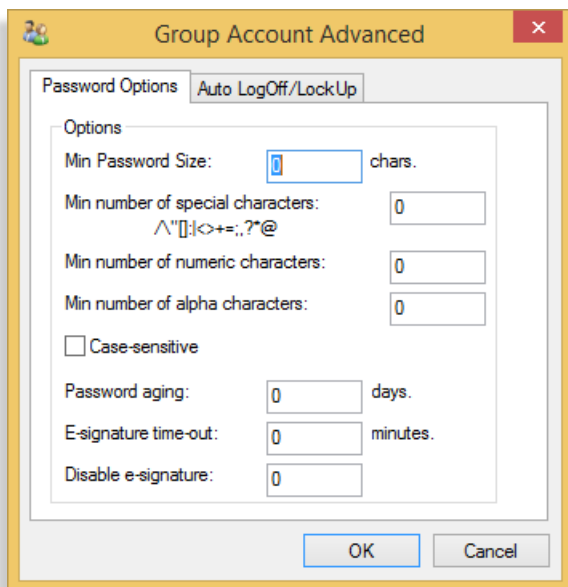 Group Account Advanced
Password Options Auto LogOff/LockUp
Options
Min Password Size: 0 chars.
Min number of special characters: 0
/\"[]:|<>+=;,?*@
Min number of numeric characters: 0
Min number of alpha characters: 0
Case-sensitive
Password aging: 0 days.
E-signature time-out: 0 minutes.
Disable e-signature: 0
OK Cancel